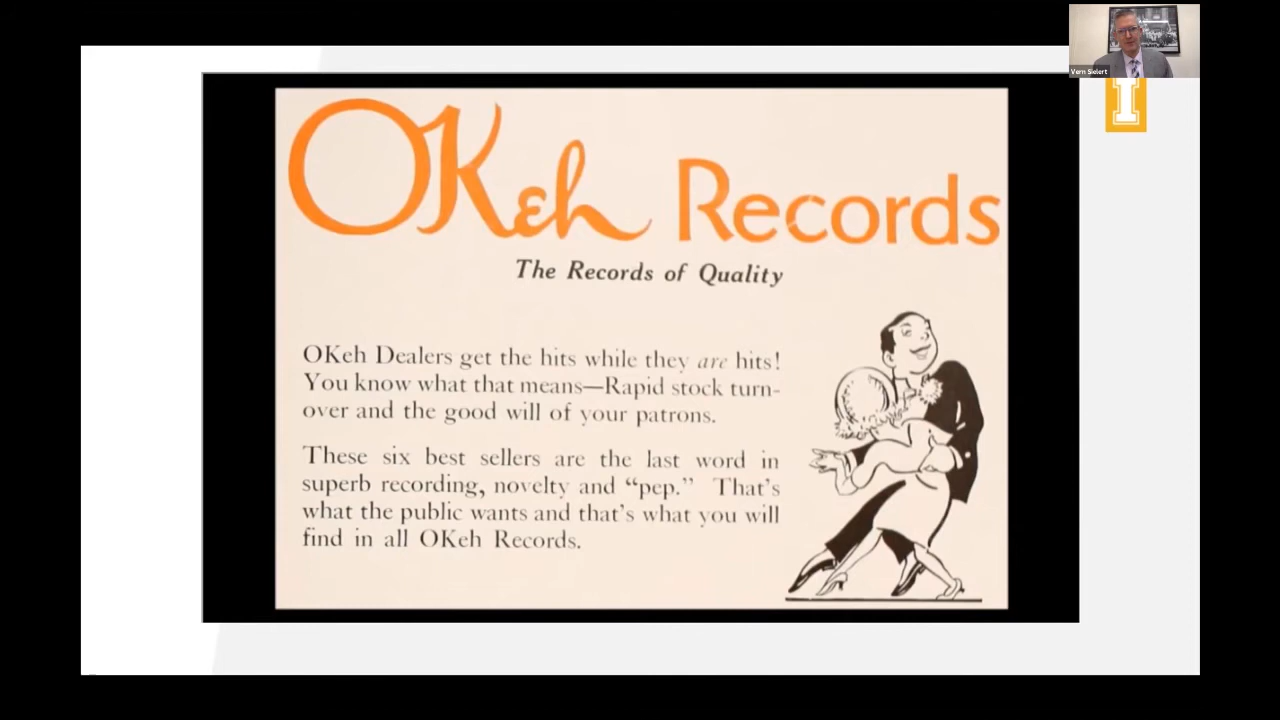 Vern Sielert
I
OKeh Records
The Records of Quality
OKeh Dealers get the hits while they are hits!
You know what that means—Rapid stock turn-
over and the good will of your patrons.
These six best sellers are the last word in
superb recording, novelty and “pep.” That’s
what the public wants and that’s what you will
find in all OKeh Records.